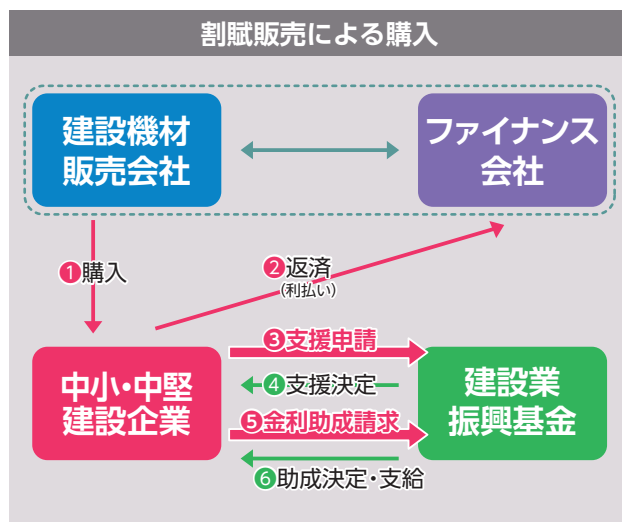 割賦販売による購入
建設機材
販売会社
ファイナンス
会社
❶購入
❷返済
(利払い)
❸支援申請
中小・中堅
建設企業
❹支援決定
建設業
振興基金
❺金利助成請求
❻助成決定・支給